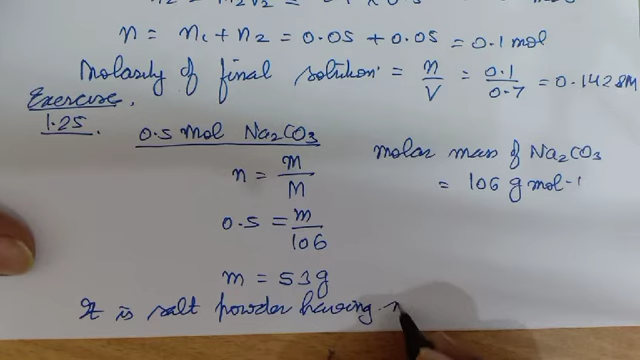 n = n₁ + n₂ = 0.05 + 0.05 = 0.1 mol
Molarity of final solution = n/V = 0.1/0.7 = 0.1428M
Exercise.
1.25.
0.5 mol Na₂CO₃
molar mass of Na₂CO₃
= 106 g mol-1
n = m/M
0.5 = m/106
m = 53g
It is salt powder having